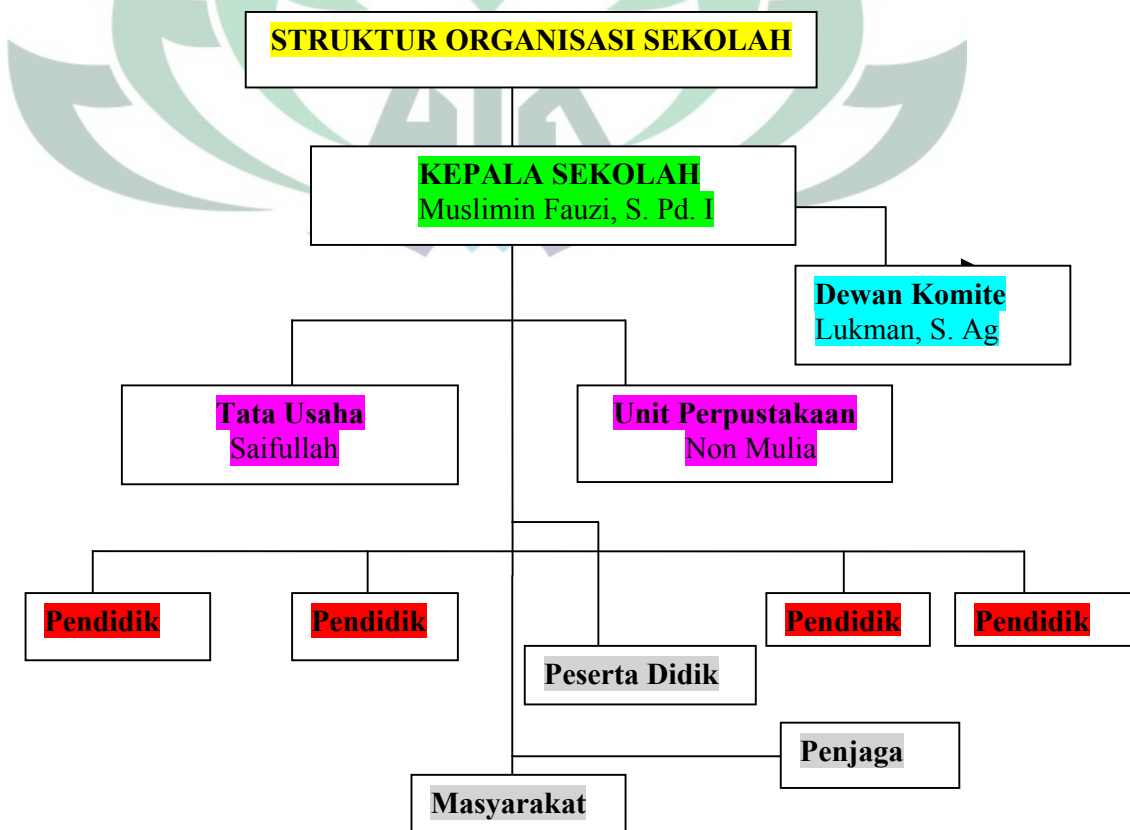 STRUKTUR ORGANISASI SEKOLAH
KEPALA SEKOLAH
Muslimin Fauzi, S. Pd. I
Dewan Komite
Lukman, S. Ag
Tata Usaha
Saifullah
Unit Perpustakaan
Non Mulia
Pendidik
Pendidik
Pendidik
Pendidik
Peserta Didik
Penjaga
Masyarakat